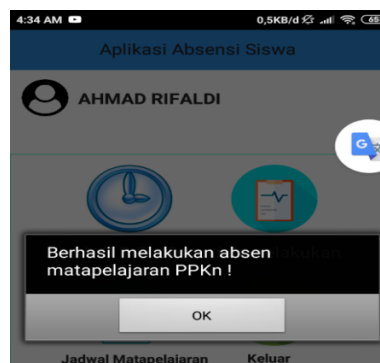 4:34 AM 0,5KB/d 65
Aplikasi Absensi Siswa
AHMAD RIFALDI
G
Berhasil melakukan absen
matapelajaran PPKn !
OK
Jadwal Matapelajaran Keluar